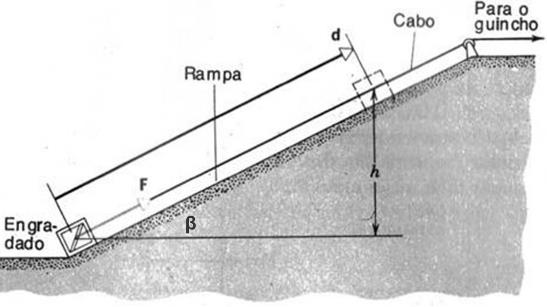 Para o
guincho
Cabo
d
Rampa
h
F
Engra-
dado
β